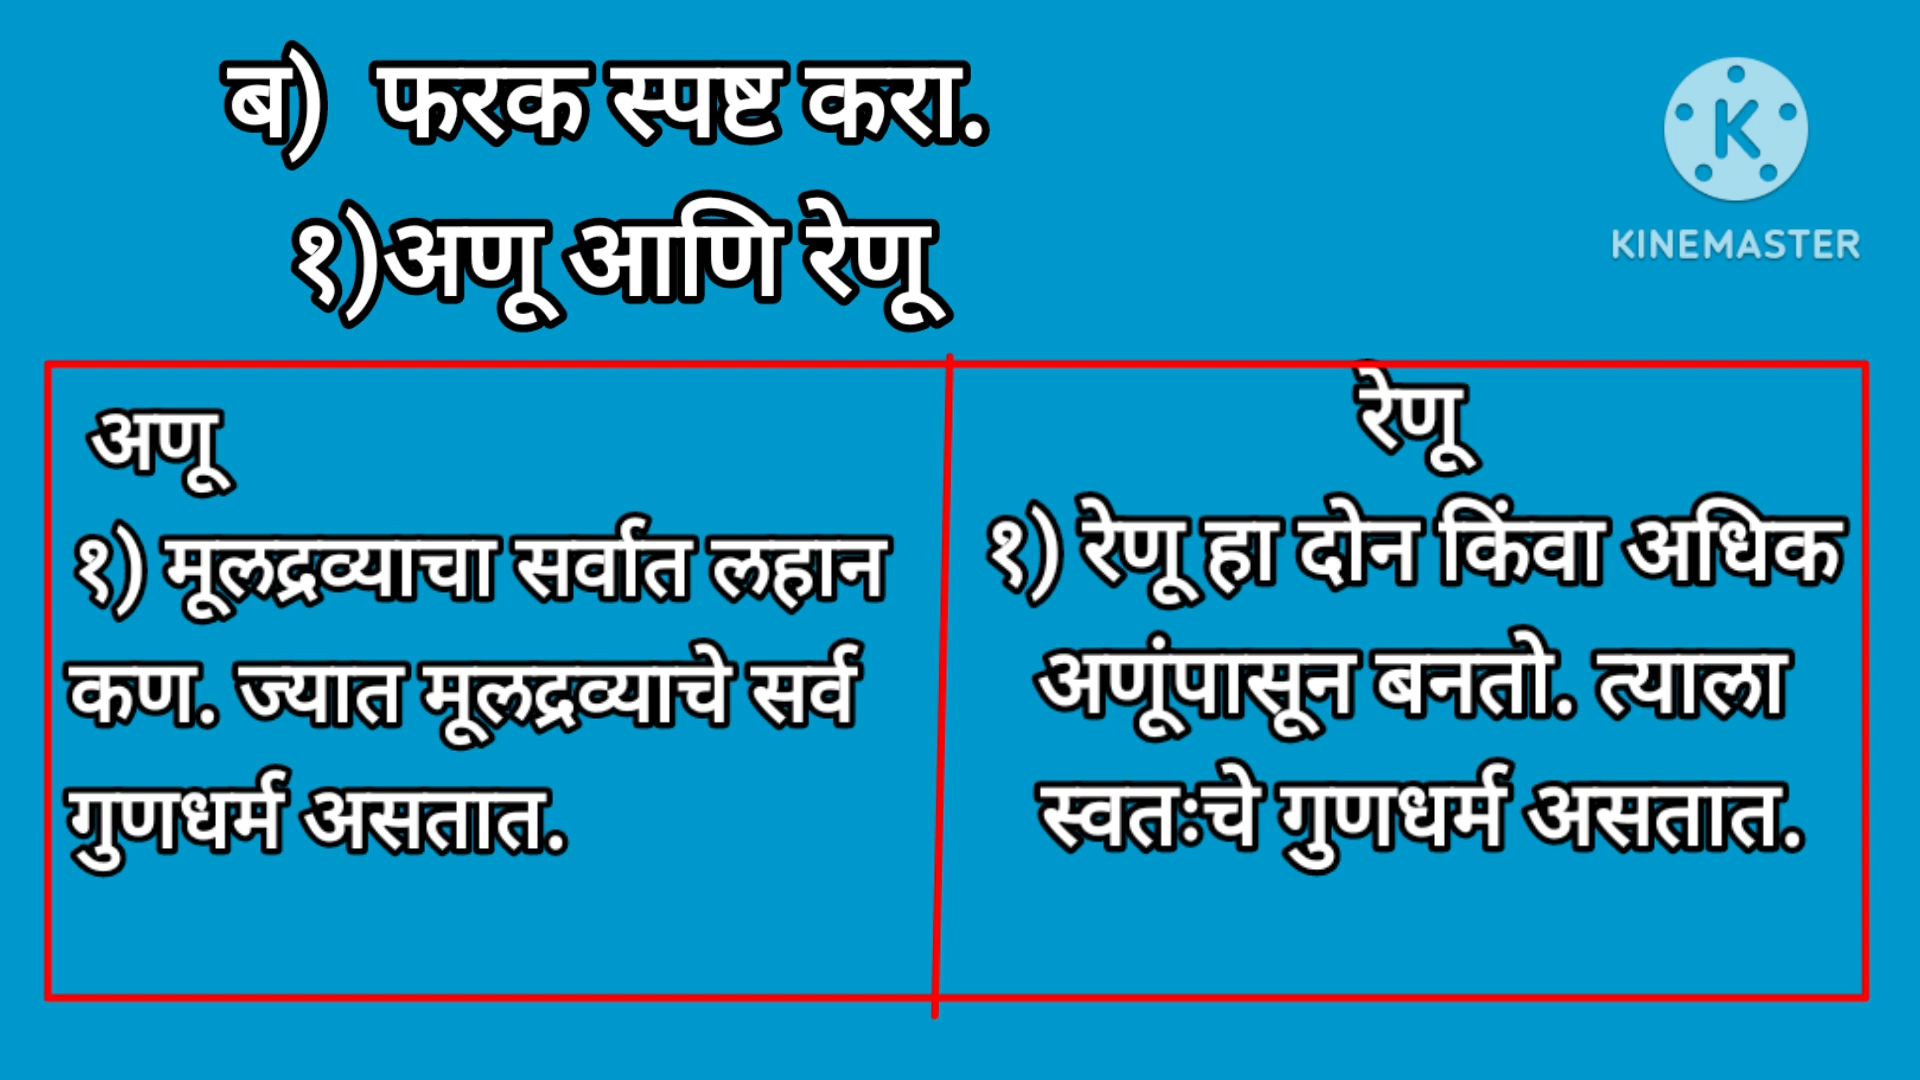 ब) फरक स्पष्ट करा.
KINEMASTER
१)अणू आणि रेणू
अणू
१) मूलद्रव्याचा सर्वात लहान
कण. ज्यात मूलद्रव्याचे सर्व
गुणधर्म असतात.
रेणू
१) रेणू हा दोन किंवा अधिक
अणूंपासून बनतो. त्याला
स्वतःचे गुणधर्म असतात.